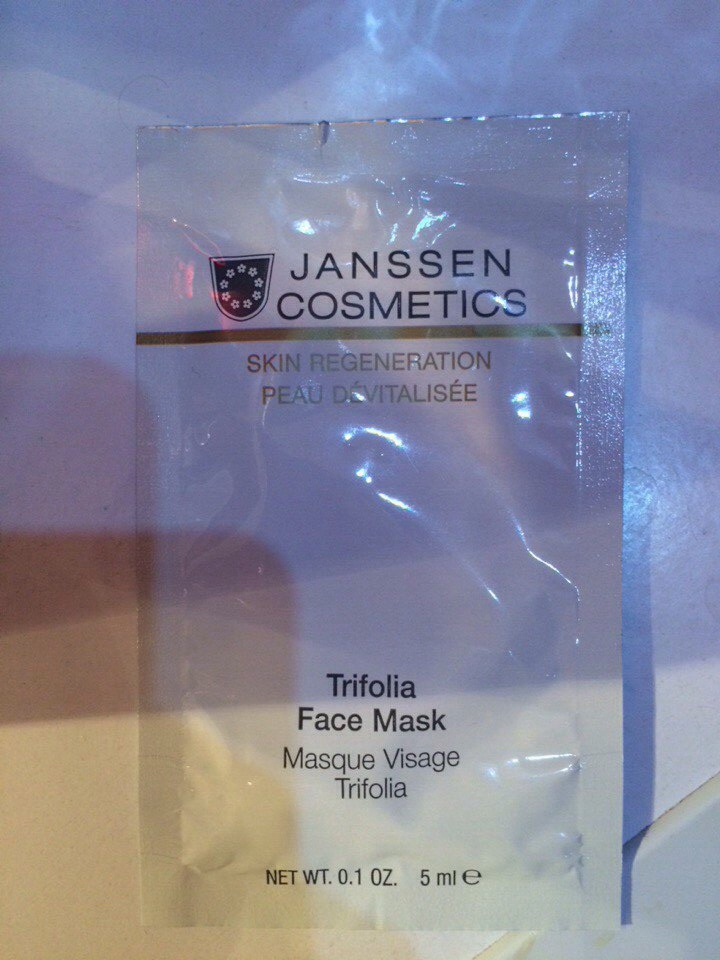 JANSSEN
COSMETICS
SKIN REGENERATION
PEAU DÉVITALISÉE
Trifolia
Face Mask
Masque Visage
Trifolia
NET WT. 0.1 OZ. 5 ml ℮